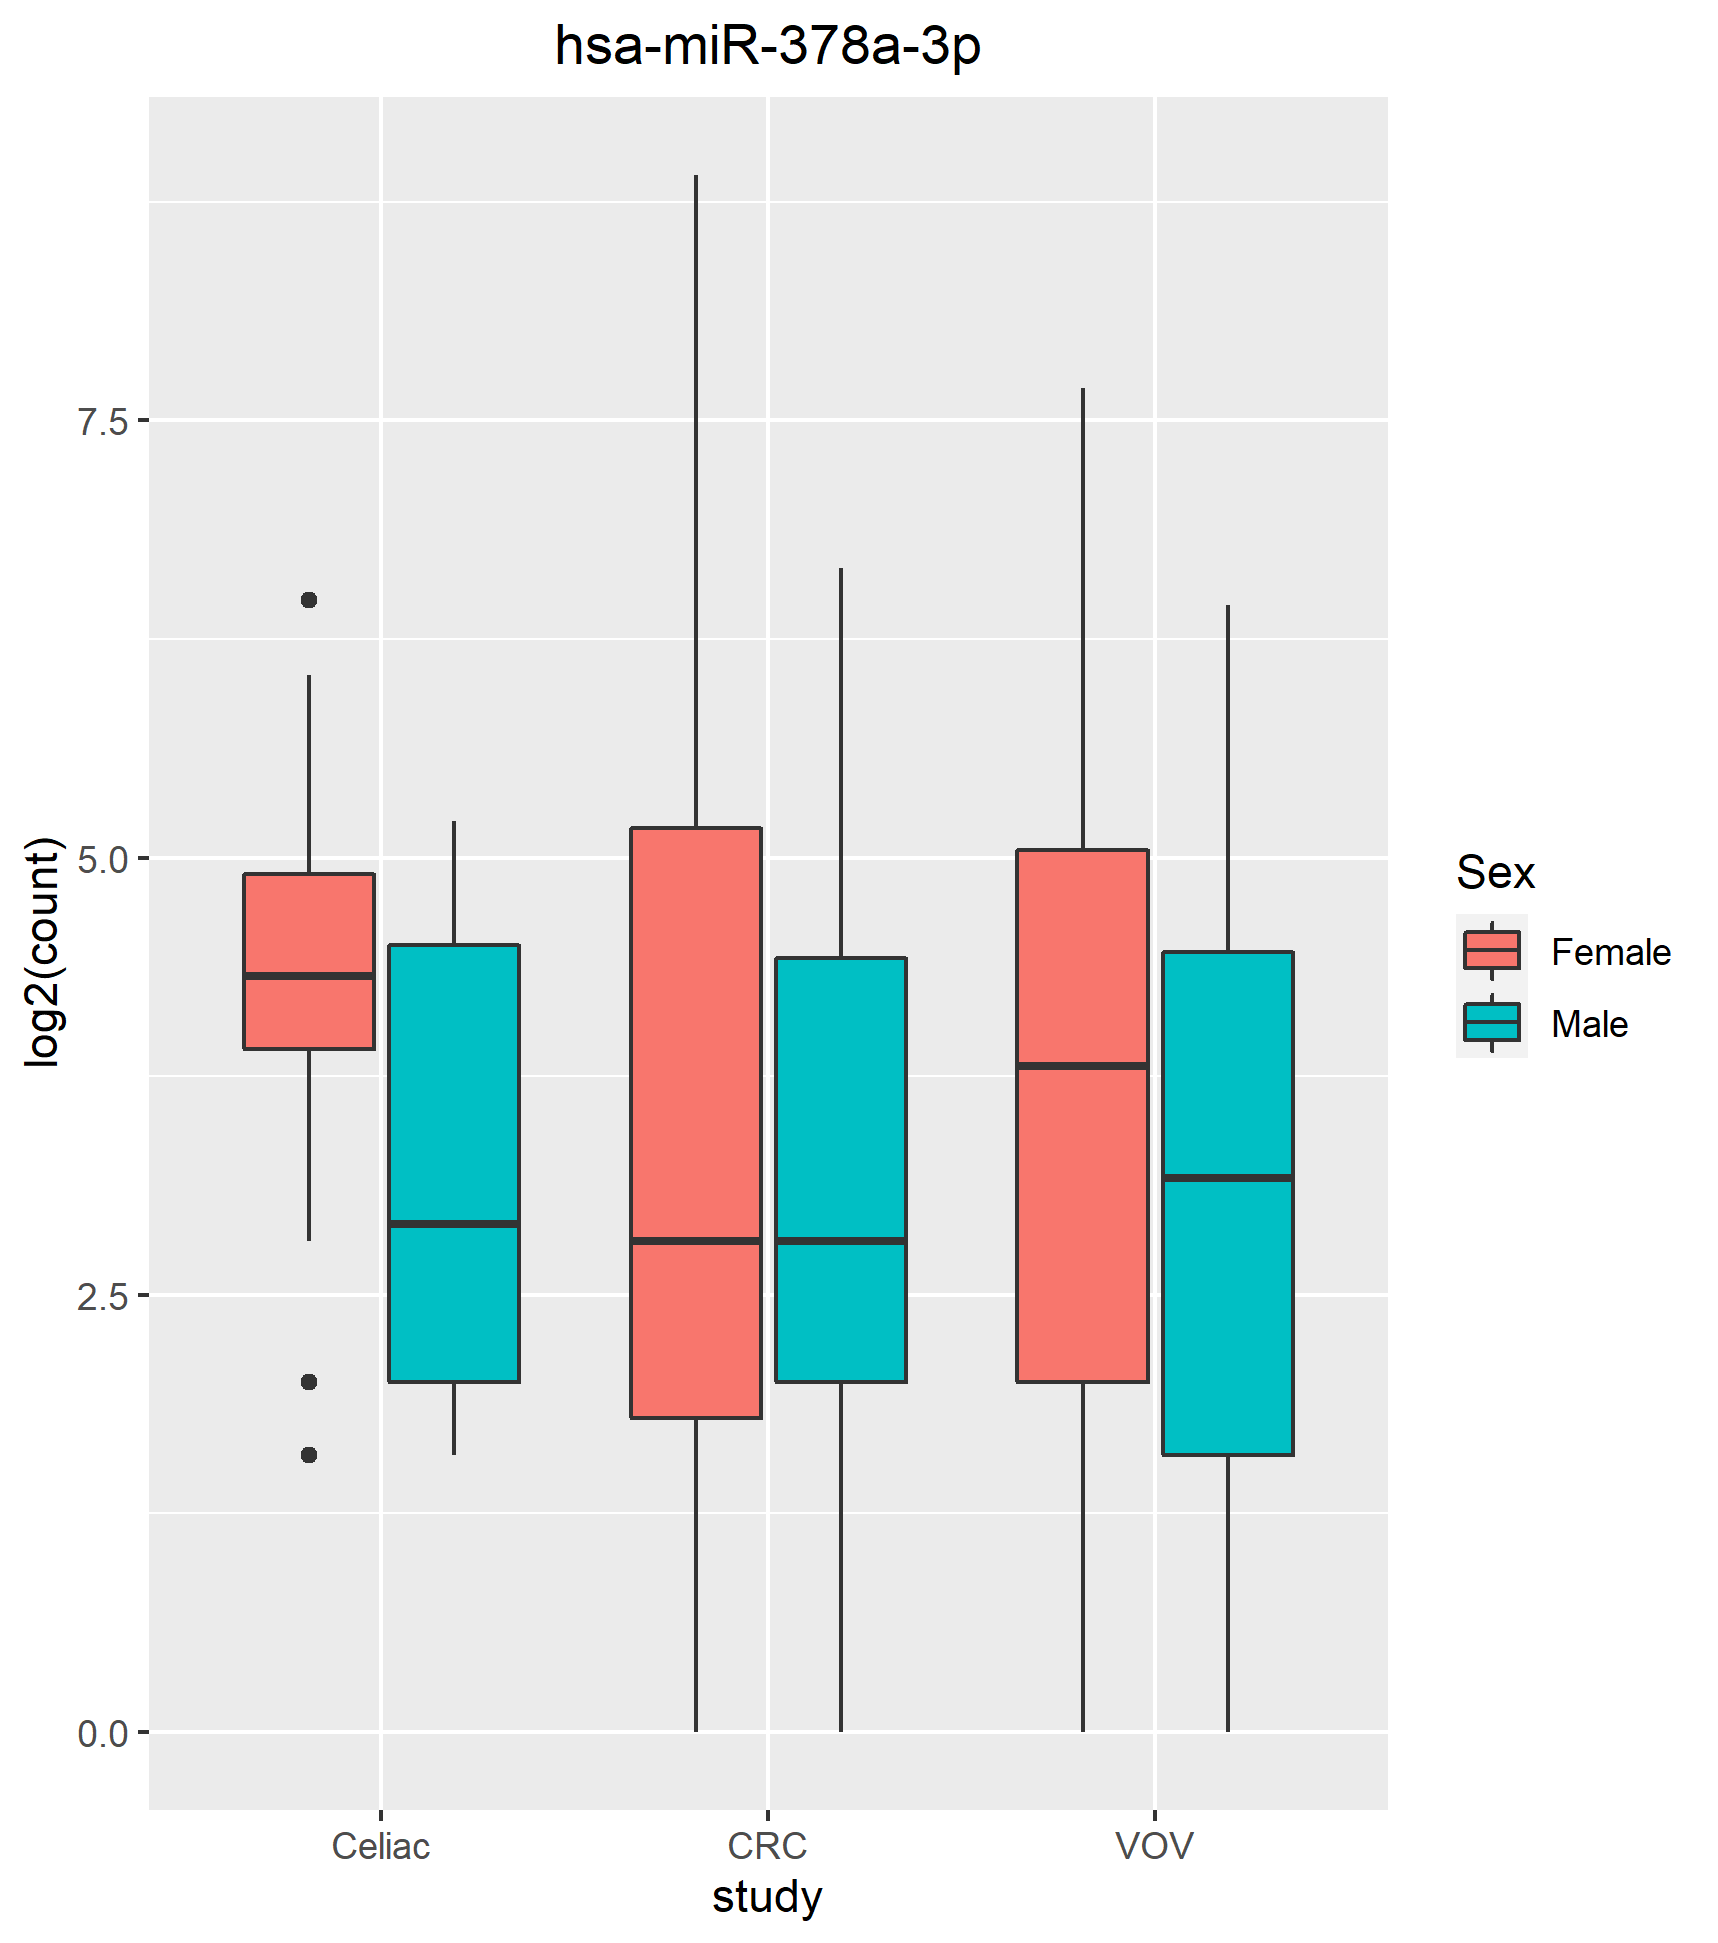 hsa-miR-378a-3p
log2(count)
7.5
5.0
2.5
0.0
Celiac
CRC
VOV
study
Sex
Female
Male